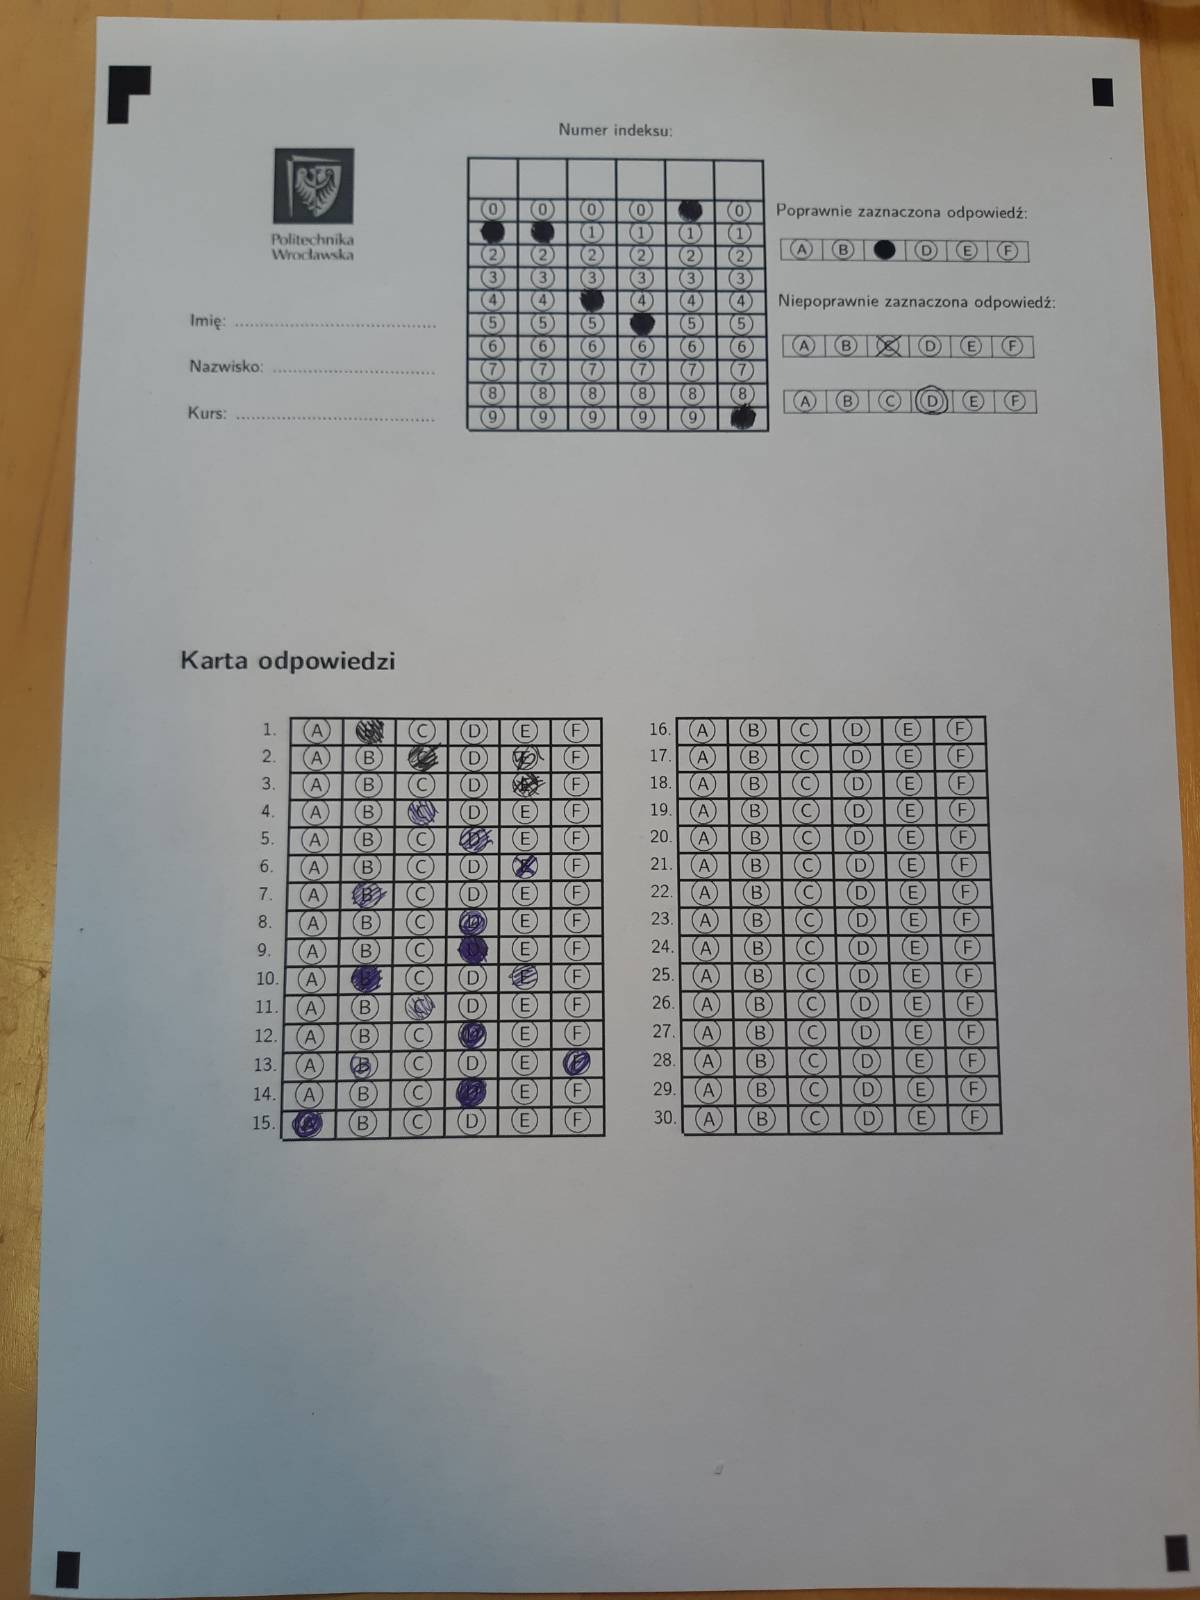 Numer indeksu:
Politechnika
Wrocławska
0 0 0 0 0
1 1 1 1
2 2 2 2 2 2
3 3 3 3 3 3
4 4 4 4 4
5 5 5 5 5
6 6 6 6 6 6
7 7 7 7 7 7
8 8 8 8 8 8
9 9 9 9 9
Poprawnie zaznaczona odpowiedź:
A B D E F
Niepoprawnie zaznaczona odpowiedź:
A B C D E F
A B C D E F
Imię:
Nazwisko:
Kurs:
Karta odpowiedzi
1. A C D E F
2. A B D F
3. A B C D F
4. A B C D E F
5. A B C D E F
6. A B C D E F
7. A B C D E F
8. A B C D E F
9. A B C D E F
10. A B C D E F
11. A B C D E F
12. A B C D E F
13. A B C D E F
14. A B C D E F
15. A B C D E F
16. A B C D E F
17. A B C D E F
18. A B C D E F
19. A B C D E F
20. A B C D E F
21. A B C D E F
22. A B C D E F
23. A B C D E F
24. A B C D E F
25. A B C D E F
26. A B C D E F
27. A B C D E F
28. A B C D E F
29. A B C D E F
30. A B C D E F